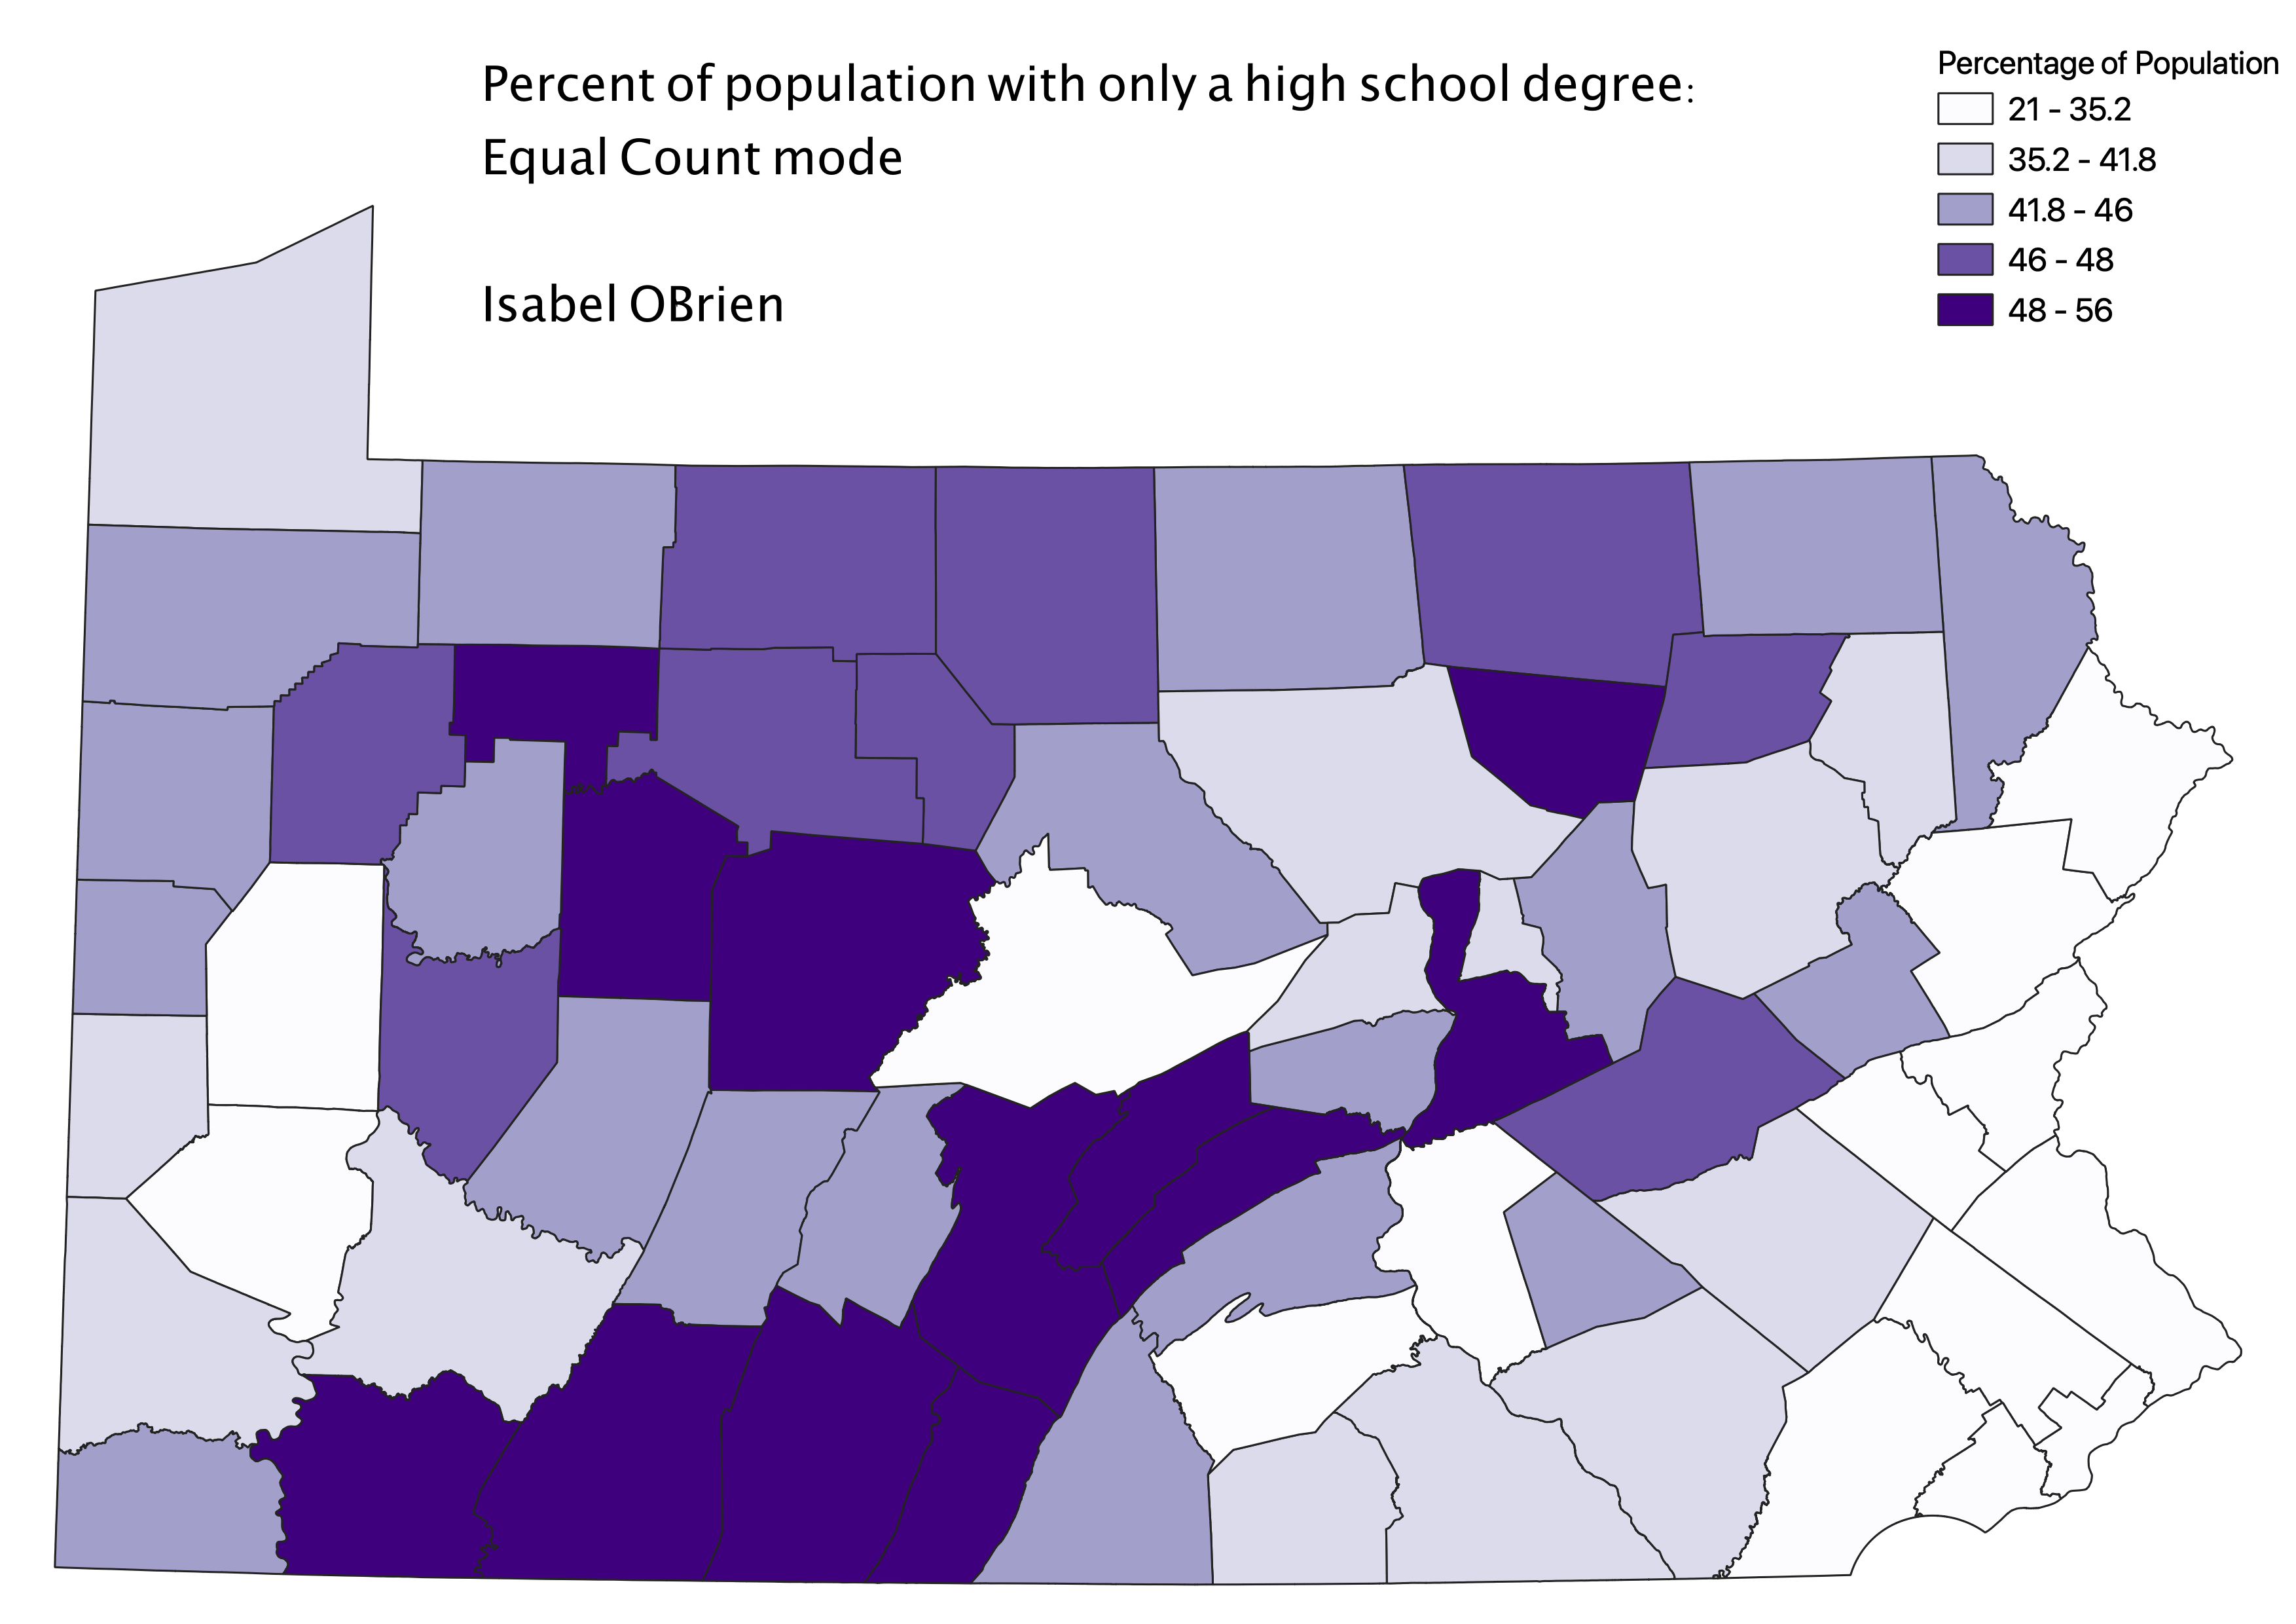 Percent of population with only a high school degree:
Equal Count mode
Isabel OBrien
Percentage of Population
21 - 35.2
35.2 - 41.8
41.8 - 46
46 - 48
48 - 56